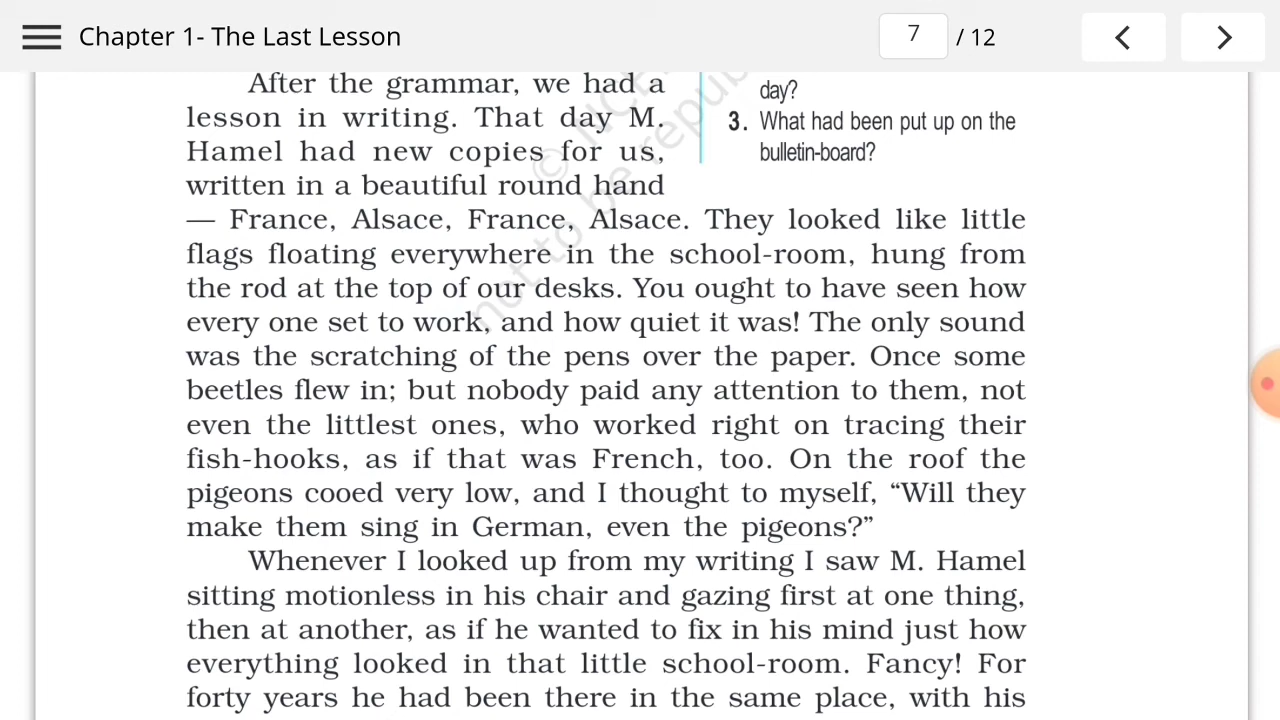 Chapter 1- The Last Lesson
7 / 12
After the grammar, we had a
lesson in writing. That day M.
Hamel had new copies for us,
written in a beautiful round hand
— France, Alsace, France, Alsace. They looked like little
flags floating everywhere in the school-room, hung from
the rod at the top of our desks. You ought to have seen how
every one set to work, and how quiet it was! The only sound
was the scratching of the pens over the paper. Once some
beetles flew in; but nobody paid any attention to them, not
even the littlest ones, who worked right on tracing their
fish-hooks, as if that was French, too. On the roof the
pigeons cooed very low, and I thought to myself, “Will they
make them sing in German, even the pigeons?”
Whenever I looked up from my writing I saw M. Hamel
sitting motionless in his chair and gazing first at one thing,
then at another, as if he wanted to fix in his mind just how
everything looked in that little school-room. Fancy! For
forty years he had been there in the same place, with his
day?
3. What had been put up on the
bulletin-board?
not to be repub